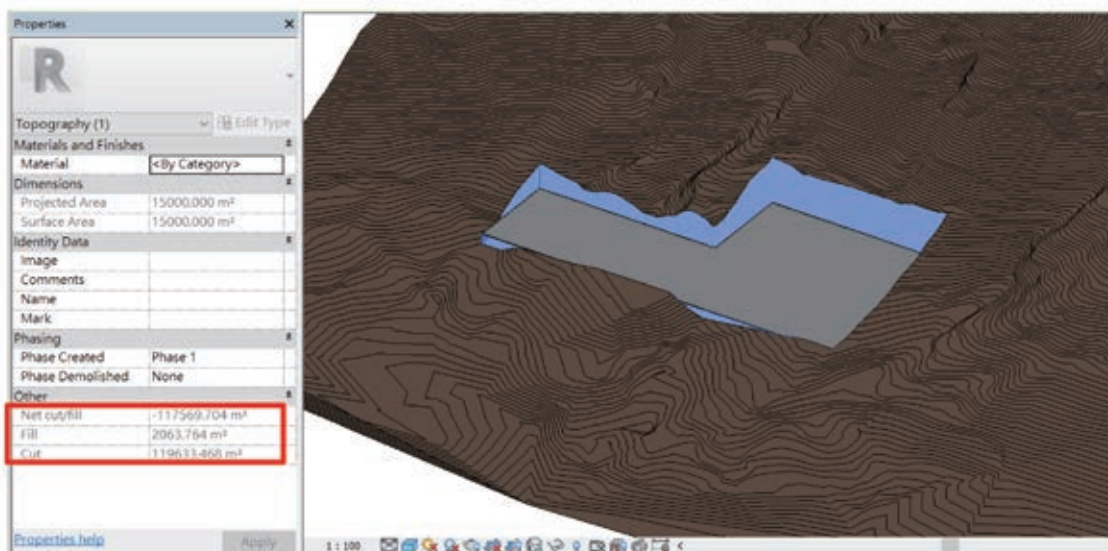 Properties
R
Topography (1) Edit Type
Materials and Finishes
Material <By Category>
Dimensions
Projected Area 15000.000 m²
Surface Area 15000.000 m²
Identity Data
Image
Comments
Name
Mark
Phasing
Phase Created Phase 1
Phase Demolished None
Other
Net cut/fill -117569.704 m³
Fill 2063.764 m³
Cut 119633.468 m³
Properties help Apply
1 : 100